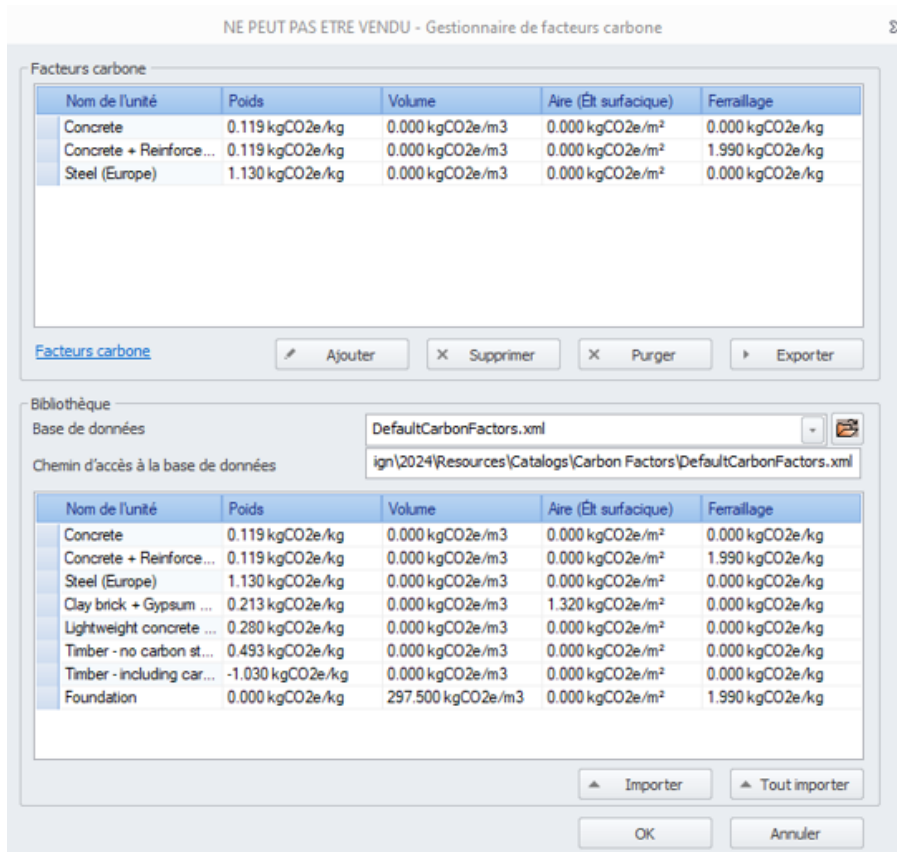 NE PEUT PAS ETRE VENDU - Gestionnaire de facteurs carbone
Facteurs carbone
Nom de l'unité Poids Volume Aire (Élt surfacique) Ferraillage
Concrete 0.119 kgCO2e/kg 0.000 kgCO2e/m3 0.000 kgCO2e/m² 0.000 kgCO2e/kg
Concrete + Reinforce... 0.119 kgCO2e/kg 0.000 kgCO2e/m3 0.000 kgCO2e/m² 1.990 kgCO2e/kg
Steel (Europe) 1.130 kgCO2e/kg 0.000 kgCO2e/m3 0.000 kgCO2e/m² 0.000 kgCO2e/kg
Facteurs carbone Ajouter Supprimer Purger Exporter
Bibliothèque
Base de données DefaultCarbonFactors.xml
Chemin d'accès à la base de données ign\2024\Resources\Catalogs\Carbon Factors\DefaultCarbonFactors.xml
Nom de l'unité Poids Volume Aire (Élt surfacique) Ferraillage
Concrete 0.119 kgCO2e/kg 0.000 kgCO2e/m3 0.000 kgCO2e/m² 0.000 kgCO2e/kg
Concrete + Reinforce... 0.119 kgCO2e/kg 0.000 kgCO2e/m3 0.000 kgCO2e/m² 1.990 kgCO2e/kg
Steel (Europe) 1.130 kgCO2e/kg 0.000 kgCO2e/m3 0.000 kgCO2e/m² 0.000 kgCO2e/kg
Clay brick + Gypsum ... 0.213 kgCO2e/kg 0.000 kgCO2e/m3 1.320 kgCO2e/m² 0.000 kgCO2e/kg
Lightweight concrete ... 0.280 kgCO2e/kg 0.000 kgCO2e/m3 0.000 kgCO2e/m² 0.000 kgCO2e/kg
Timber - no carbon st... 0.493 kgCO2e/kg 0.000 kgCO2e/m3 0.000 kgCO2e/m² 0.000 kgCO2e/kg
Timber - including car... -1.030 kgCO2e/kg 0.000 kgCO2e/m3 0.000 kgCO2e/m² 0.000 kgCO2e/kg
Foundation 0.000 kgCO2e/kg 297.500 kgCO2e/m3 0.000 kgCO2e/m² 1.990 kgCO2e/kg
Importer Tout importer
OK Annuler